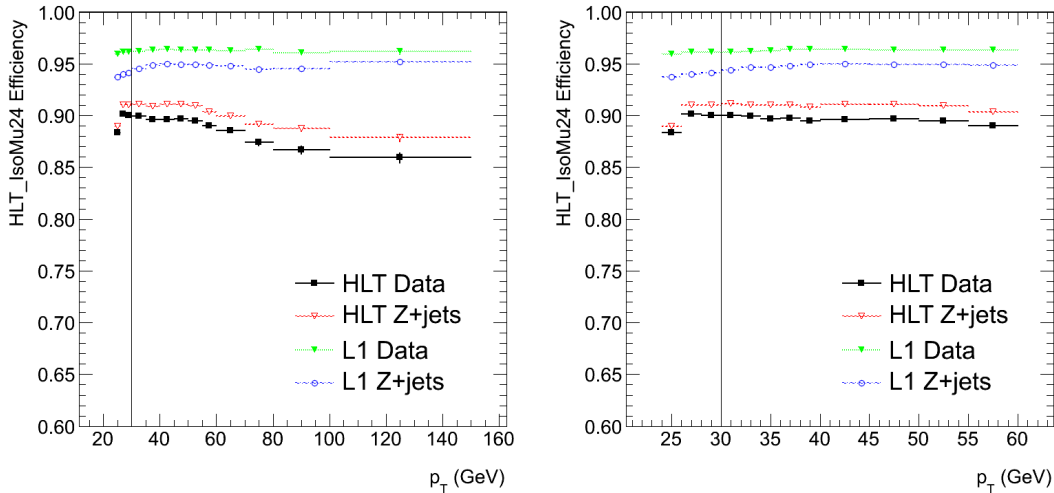 HLT_IsoMu24 Efficiency
1.00
0.95
0.90
0.85
0.80
0.75
0.70
0.65
0.60
HLT Data
HLT Z+jets
L1 Data
L1 Z+jets
20 40 60 80 100 120 140 160
p_T (GeV)
HLT_IsoMu24 Efficiency
1.00
0.95
0.90
0.85
0.80
0.75
0.70
0.65
0.60
HLT Data
HLT Z+jets
L1 Data
L1 Z+jets
25 30 35 40 45 50 55 60
p_T (GeV)